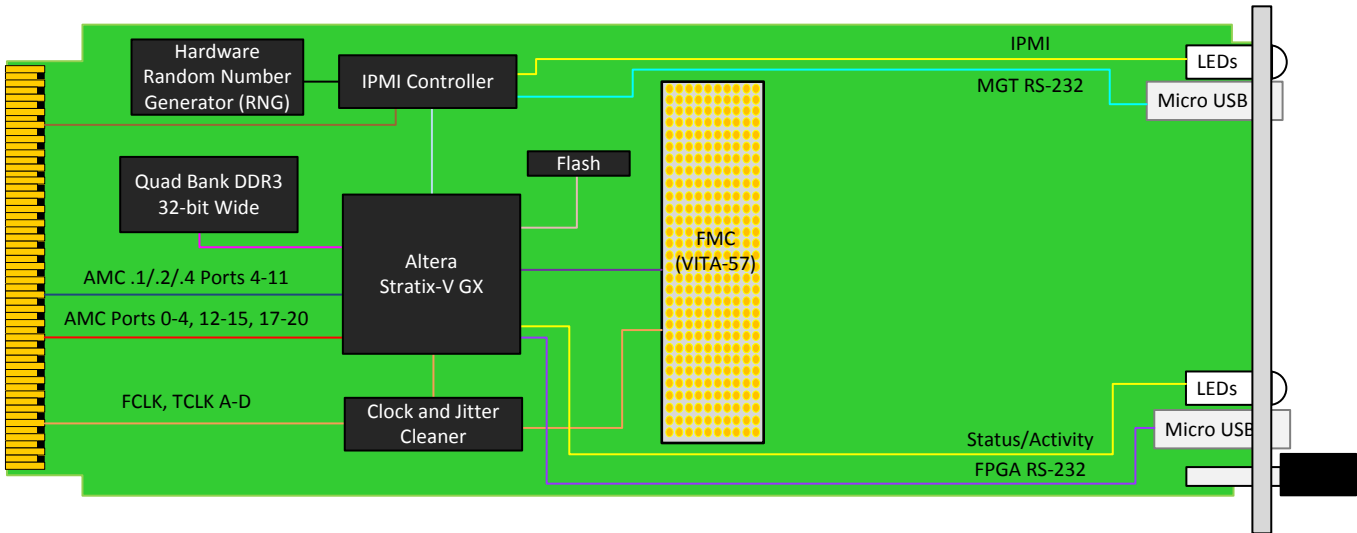 Hardware
Random Number
Generator (RNG)
IPMI Controller
IPMI
LEDs
MGT RS-232
Micro USB
Flash
Quad Bank DDR3
32-bit Wide
FMC
(VITA-57)
Altera
Stratix-V GX
AMC .1/.2/.4 Ports 4-11
AMC Ports 0-4, 12-15, 17-20
FCLK, TCLK A-D
Clock and Jitter
Cleaner
LEDs
Micro USB
Status/Activity
FPGA RS-232